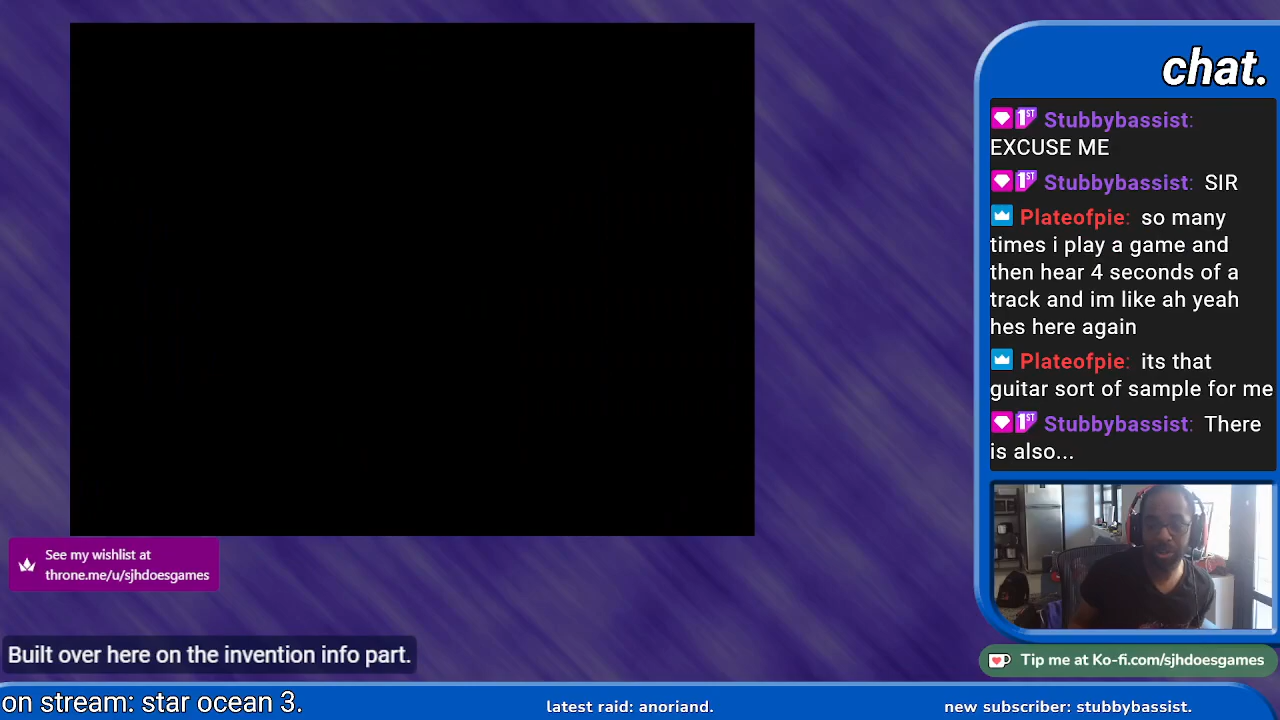 chat.
Stubbybassist:
EXCUSE ME
Stubbybassist: SIR
Plateofpie: so many
times i play a game and
then hear 4 seconds of a
track and im like ah yeah
hes here again
Plateofpie: its that
guitar sort of sample for me
Stubbybassist: There
is also...
See my wishlist at
throne.me/u/sjhdoesgames
Built over here on the invention info part.
Tip me at Ko-fi.com/sjhdoesgames
on stream: star ocean 3.
latest raid: anoriand.
new subscriber: stubbybassist.